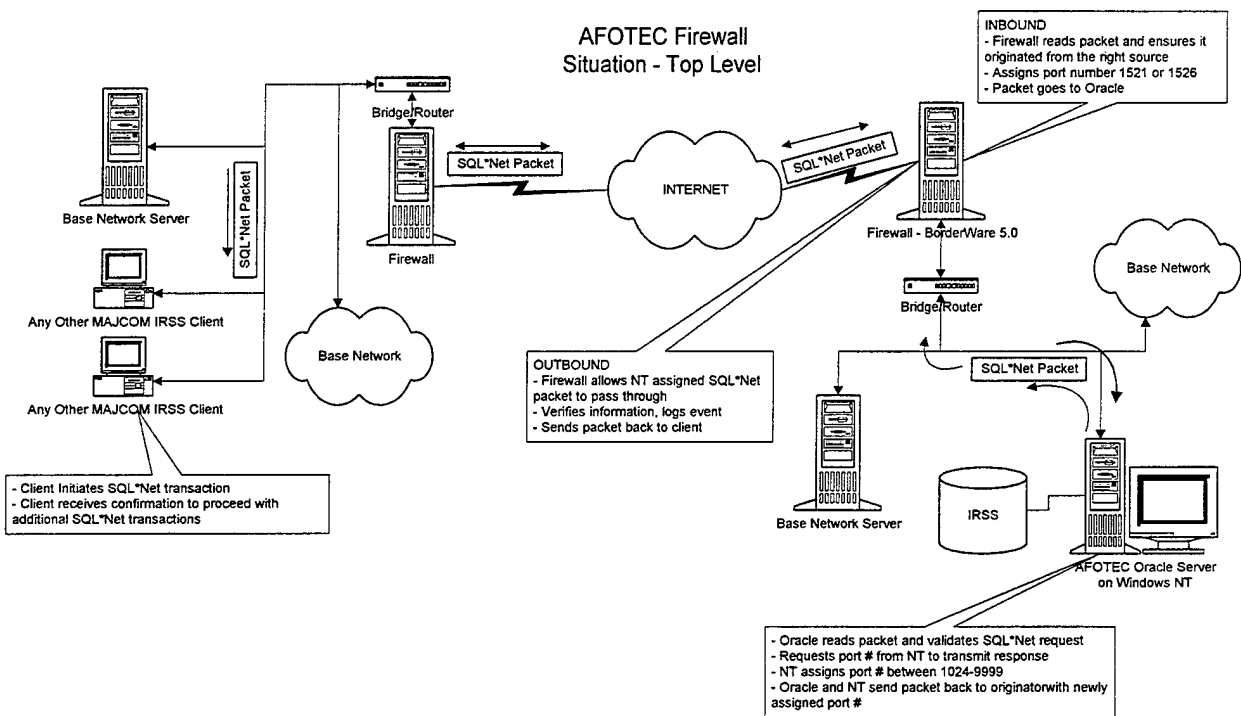 AFOTEC Firewall
Situation - Top Level
INBOUND
- Firewall reads packet and ensures it
originated from the right source
- Assigns port number 1521 or 1526
- Packet goes to Oracle
Bridge/Router
SQL*Net Packet
Base Network Server
SQL*Net Packet
Firewall
INTERNET
SQL*Net Packet
Firewall - BorderWare 5.0
Base Network
Bridge/Router
Any Other MAJCOM IRSS Client
Base Network
Any Other MAJCOM IRSS Client
OUTBOUND
- Firewall allows NT assigned SQL*Net
packet to pass through
- Verifies information, logs event
- Sends packet back to client
SQL*Net Packet
- Client Initiates SQL*Net transaction
- Client receives confirmation to proceed with
additional SQL*Net transactions
Base Network Server
IRSS
AFOTEC Oracle Server
on Windows NT
- Oracle reads packet and validates SQL*Net request
- Requests port # from NT to transmit response
- NT assigns port # between 1024-9999
- Oracle and NT send packet back to originatorwith newly
assigned port #